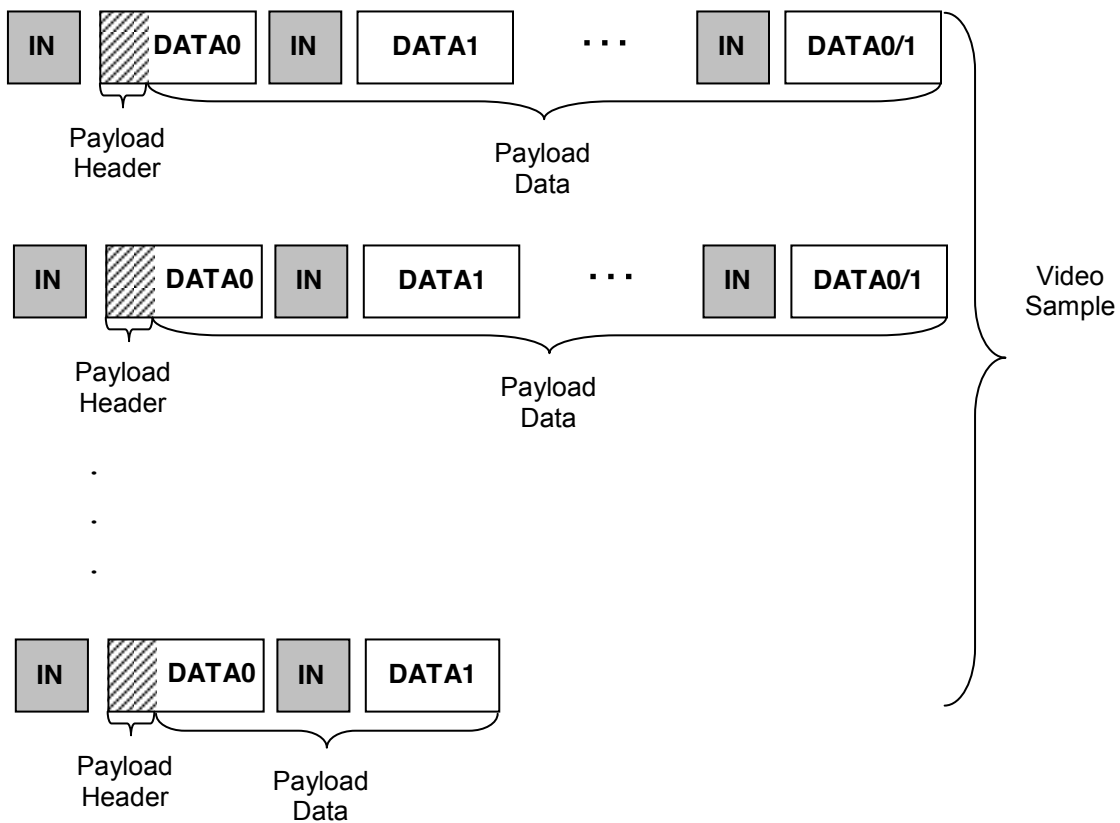 IN DATA0 IN DATA1 ... IN DATA0/1
Payload
Header
Payload
Data
IN DATA0 IN DATA1 ... IN DATA0/1
Video
Sample
Payload
Header
Payload
Data
.
.
.
IN DATA0 IN DATA1
Payload
Header
Payload
Data